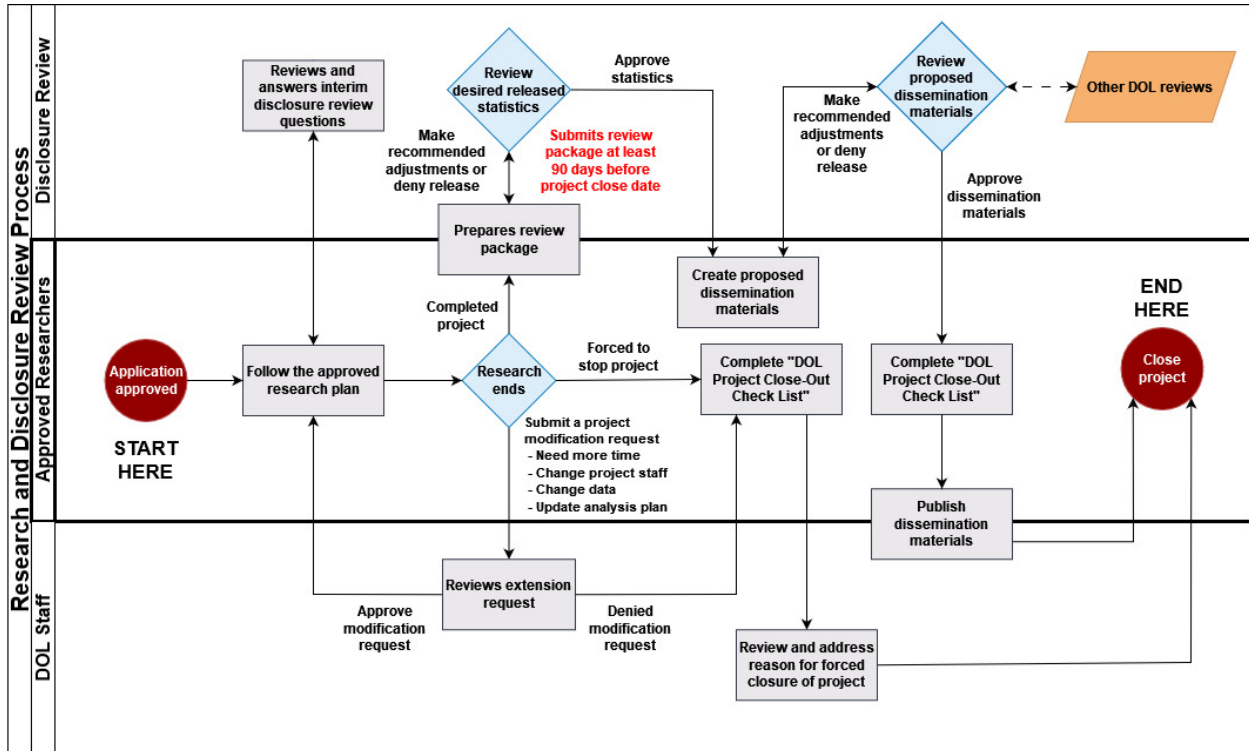 Research and Disclosure Review Process
Disclosure Review
Reviews and
answers interim
disclosure review
questions
Review
desired released
statistics
Approve
statistics
Make
recommended
adjustments or
deny release
Submits review
package at least
90 days before
project close date
Prepares review
package
Review
proposed
dissemination
materials
Other DOL reviews
Make
recommended
adjustments
or deny
release
Approve
dissemination
materials
Approved Researchers
Application
approved
START
HERE
Follow the approved
research plan
Completed
project
Research
ends
Forced to
stop project
Submit a project
modification request
- Need more time
- Change project staff
- Change data
- Update analysis plan
Create proposed
dissemination
materials
Complete "DOL
Project Close-Out
Check List"
Complete "DOL
Project Close-Out
Check List"
Publish
dissemination
materials
END
HERE
Close
project
DOL Staff
Reviews extension
request
Approve
modification
request
Denied
modification
request
Review and address
reason for forced
closure of project